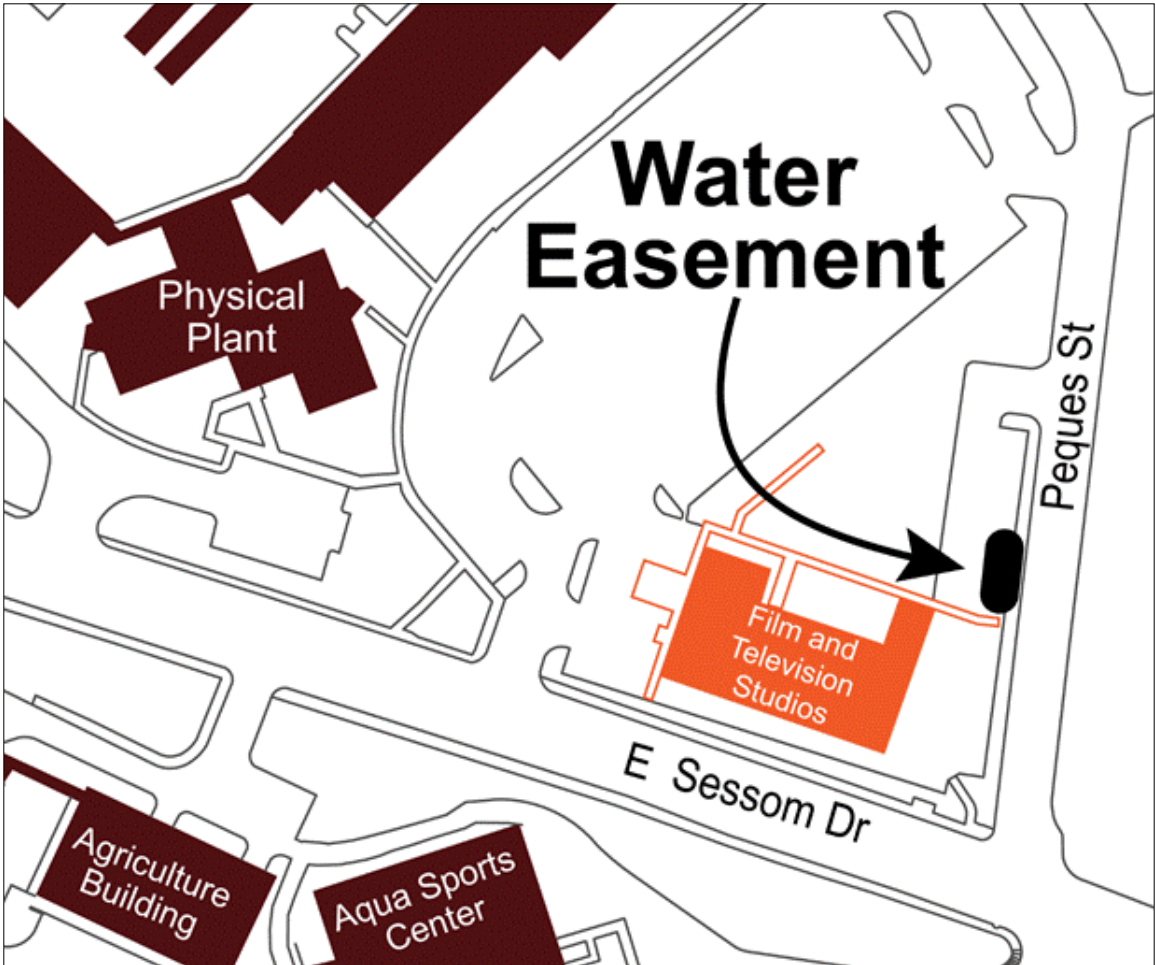 Water
Easement
Physical
Plant
Peques St
Film and
Television
Studios
E Sessom Dr
Agriculture
Building
Aqua Sports
Center